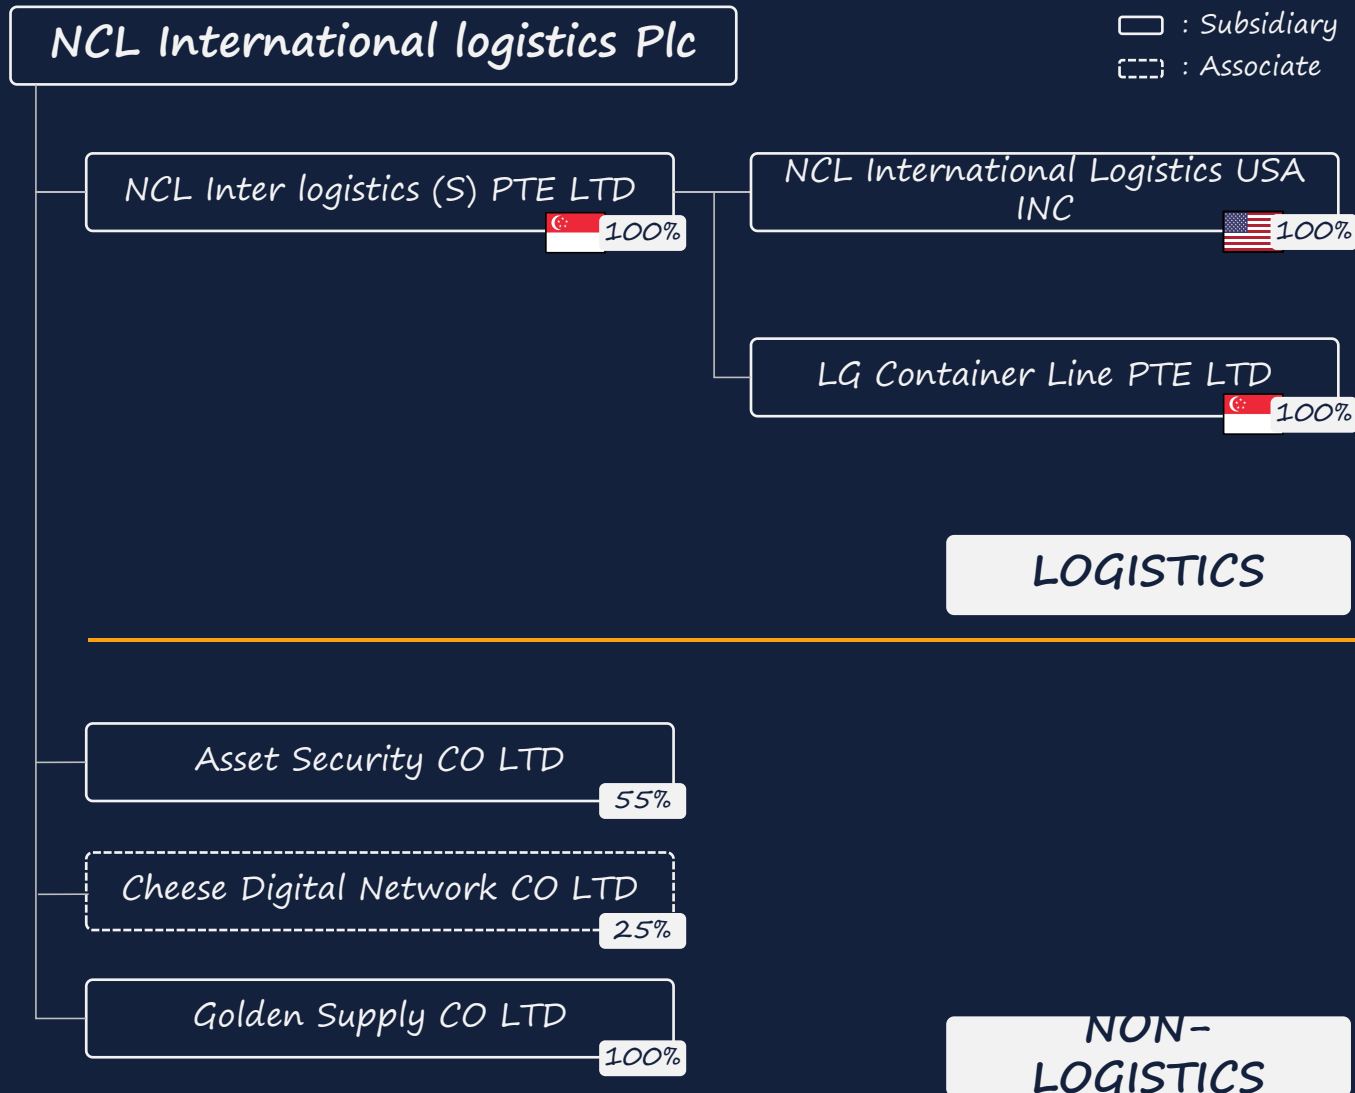 NCL International logistics Plc
: Subsidiary
: Associate
NCL Inter logistics (S) PTE LTD
100%
NCL International Logistics USA
INC
100%
LG Container Line PTE LTD
100%
LOGISTICS
Asset Security CO LTD
55%
Cheese Digital Network CO LTD
25%
Golden Supply CO LTD
100%
NON-
LOGISTICS